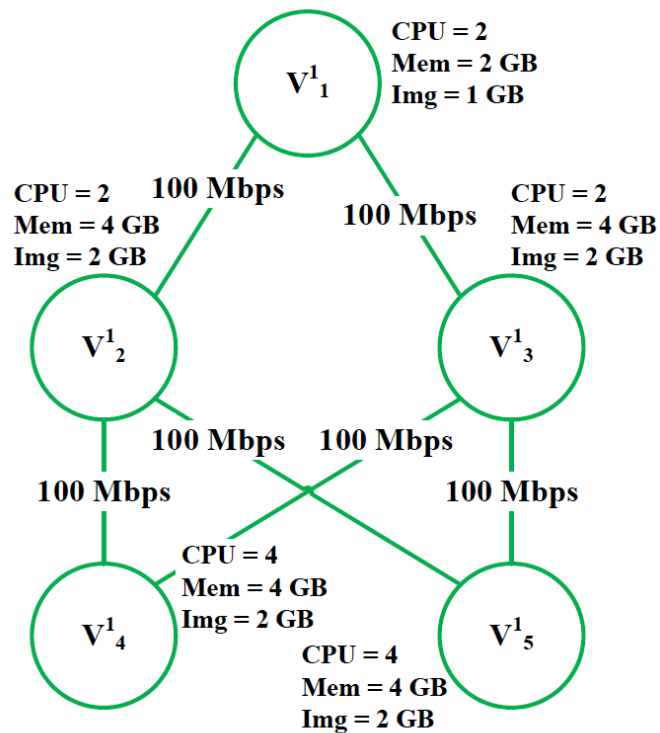 V¹₁
CPU = 2
Mem = 2 GB
Img = 1 GB
100 Mbps
100 Mbps
CPU = 2
Mem = 4 GB
Img = 2 GB
CPU = 2
Mem = 4 GB
Img = 2 GB
V¹₂
V¹₃
100 Mbps
100 Mbps
100 Mbps
100 Mbps
CPU = 4
Mem = 4 GB
Img = 2 GB
V¹₄
V¹₅
CPU = 4
Mem = 4 GB
Img = 2 GB